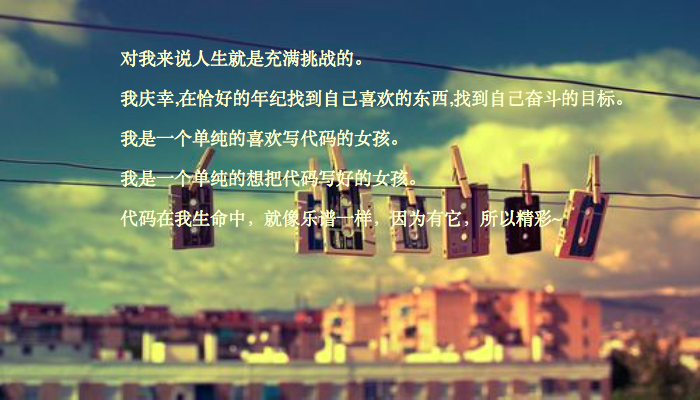 对我来说人生就是充满挑战的。
我庆幸,在恰好的年纪找到自己喜欢的东西,找到自己奋斗的目标。
我是一个单纯的喜欢写代码的女孩。
我是一个单纯的想把代码写好的女孩。
代码在我生命中，就像乐谱一样，因为有它，所以精彩~